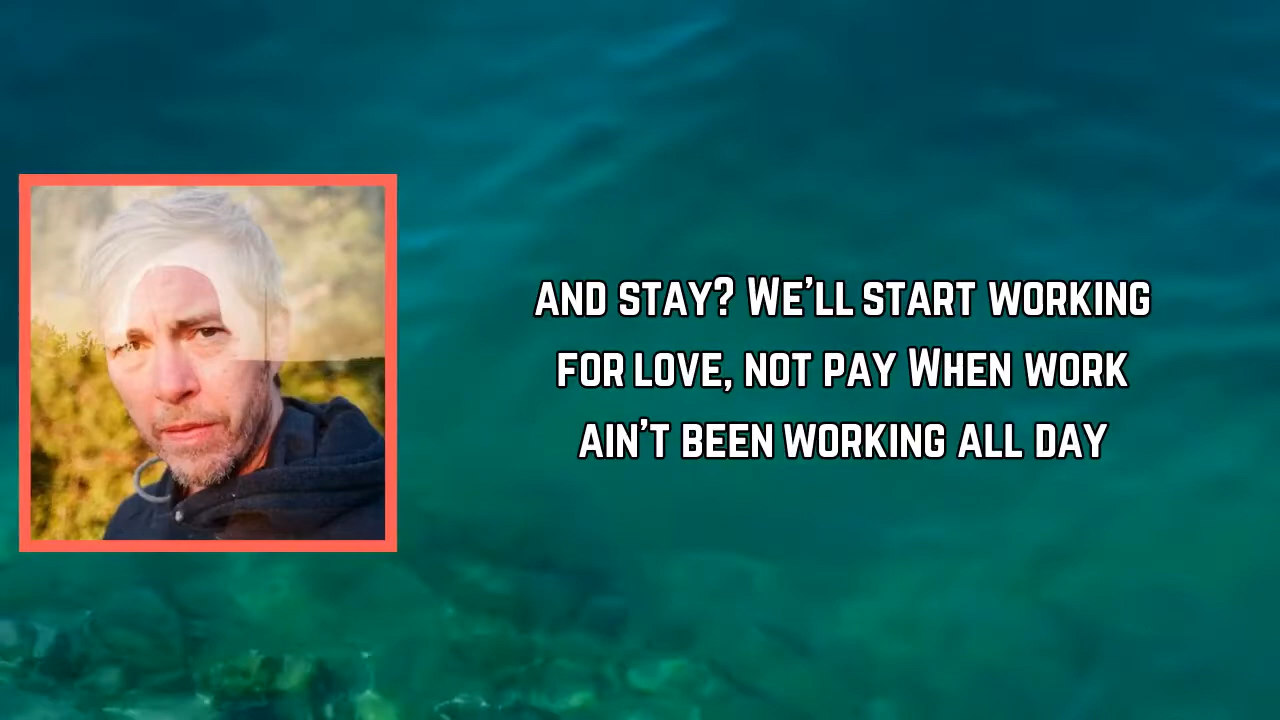 AND STAY? WE'LL START WORKING
FOR LOVE, NOT PAY WHEN WORK
AIN'T BEEN WORKING ALL DAY